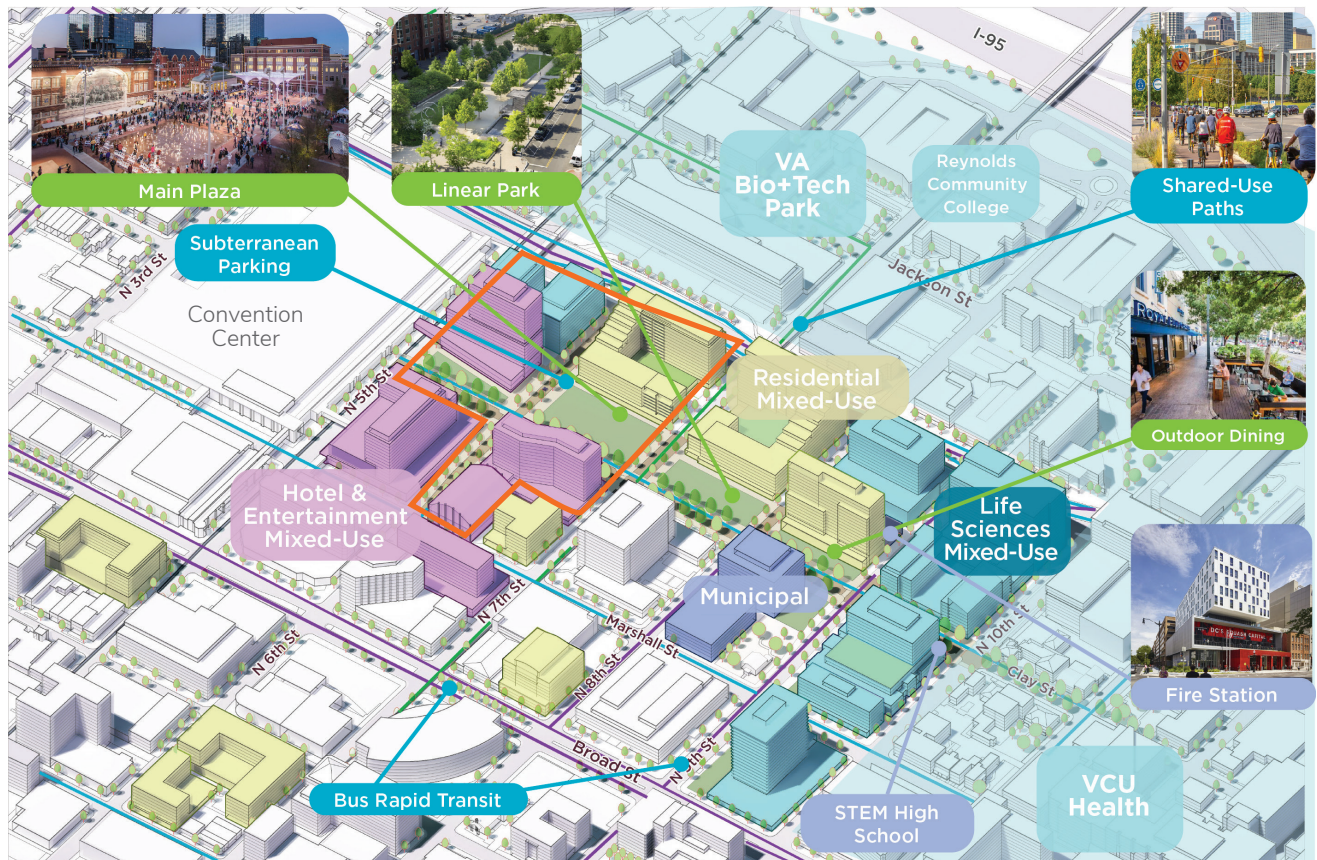 I-95
Main Plaza
Linear Park
VA
Bio+Tech
Park
Reynolds
Community
College
Shared-Use
Paths
Subterranean
Parking
N 3rd St
Convention
Center
Jackson St
N 5th St
Residential
Mixed-Use
ROYAL
Outdoor Dining
Hotel &
Entertainment
Mixed-Use
Life
Sciences
Mixed-Use
Municipal
N 7th St
Marshall St
N 6th St
N 8th St
N 10th St
Clay St
Fire Station
Broad St
N 9th St
Bus Rapid Transit
STEM High
School
VCU
Health